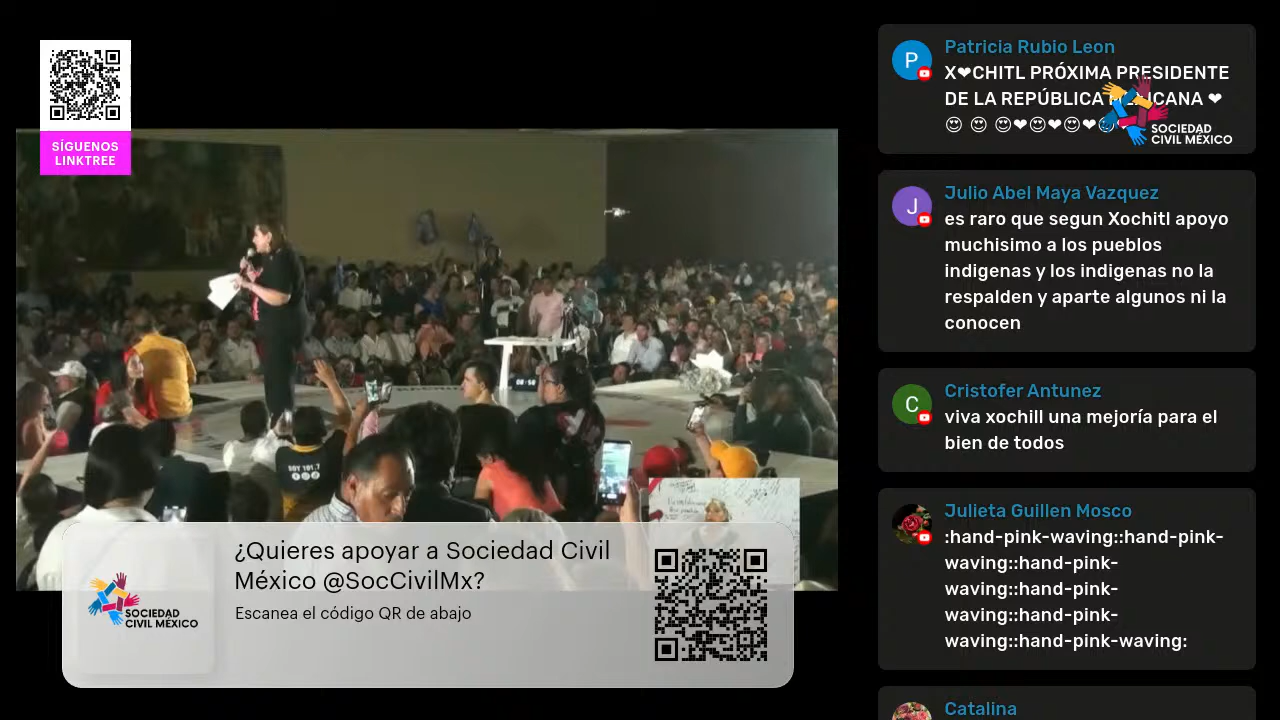 SÍGUENOS
LINKTREE
SOY 101.7
08:50
¿Quieres apoyar a Sociedad Civil
México @SocCivilMx?
Escanea el código QR de abajo
SOCIEDAD
CIVIL MÉXICO
P
Patricia Rubio Leon
X❤CHITL PRÓXIMA PRESIDENTE
DE LA REPÚBLICA MEXICANA ❤
😍 😍 😍❤😍❤😍❤😍❤
SOCIEDAD
CIVIL MÉXICO
J
Julio Abel Maya Vazquez
es raro que segun Xochitl apoyo
muchisimo a los pueblos
indigenas y los indigenas no la
respalden y aparte algunos ni la
conocen
C
Cristofer Antunez
viva xochill una mejoría para el
bien de todos
Julieta Guillen Mosco
:hand-pink-waving::hand-pink-
waving::hand-pink-
waving::hand-pink-
waving::hand-pink-
waving::hand-pink-waving:
Catalina